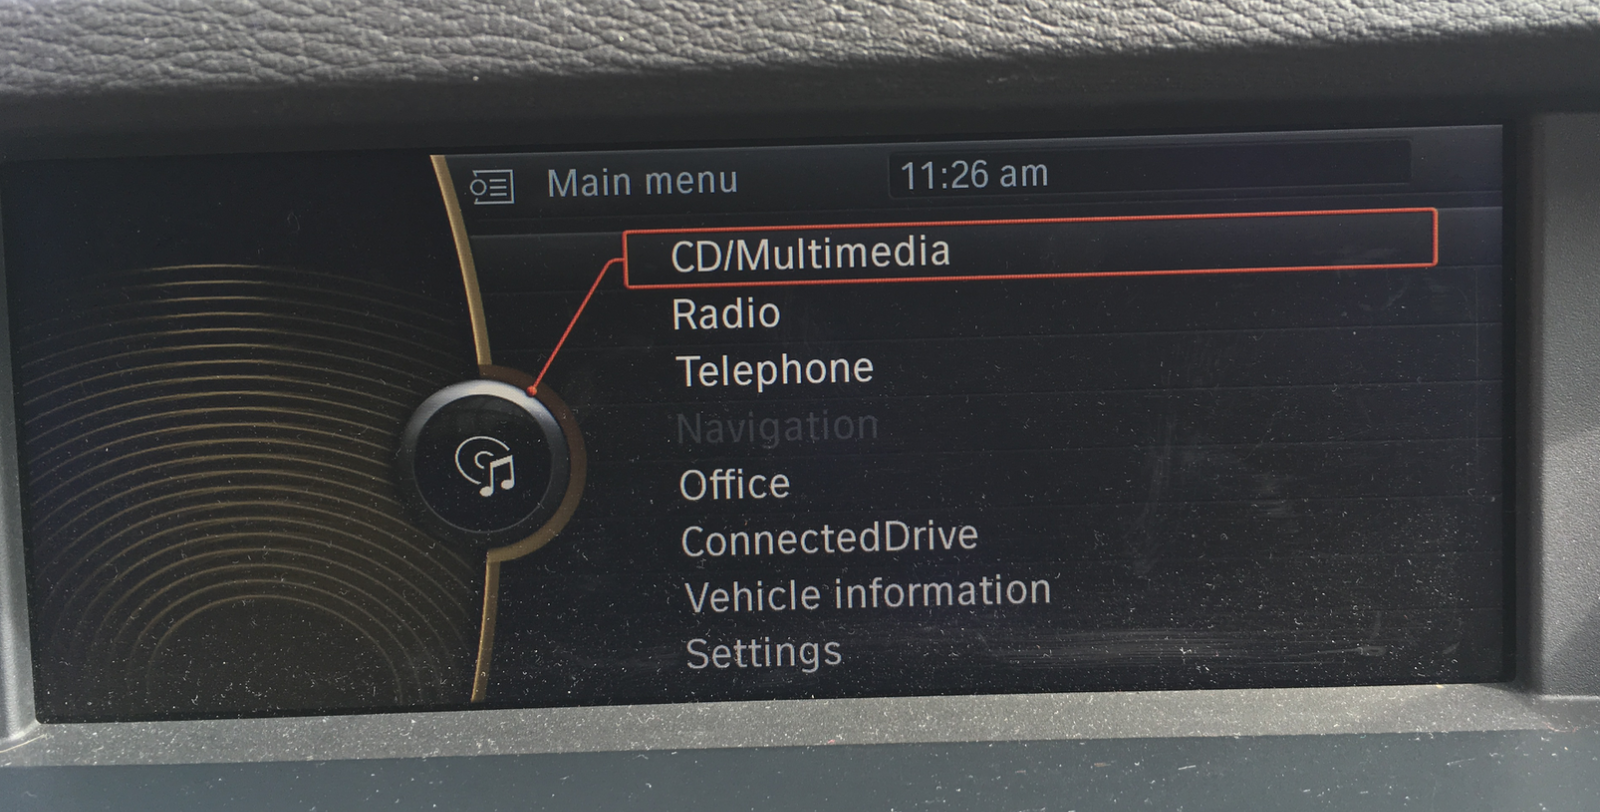 Main menu 11:26 am
CD/Multimedia
Radio
Telephone
Navigation
Office
ConnectedDrive
Vehicle information
Settings